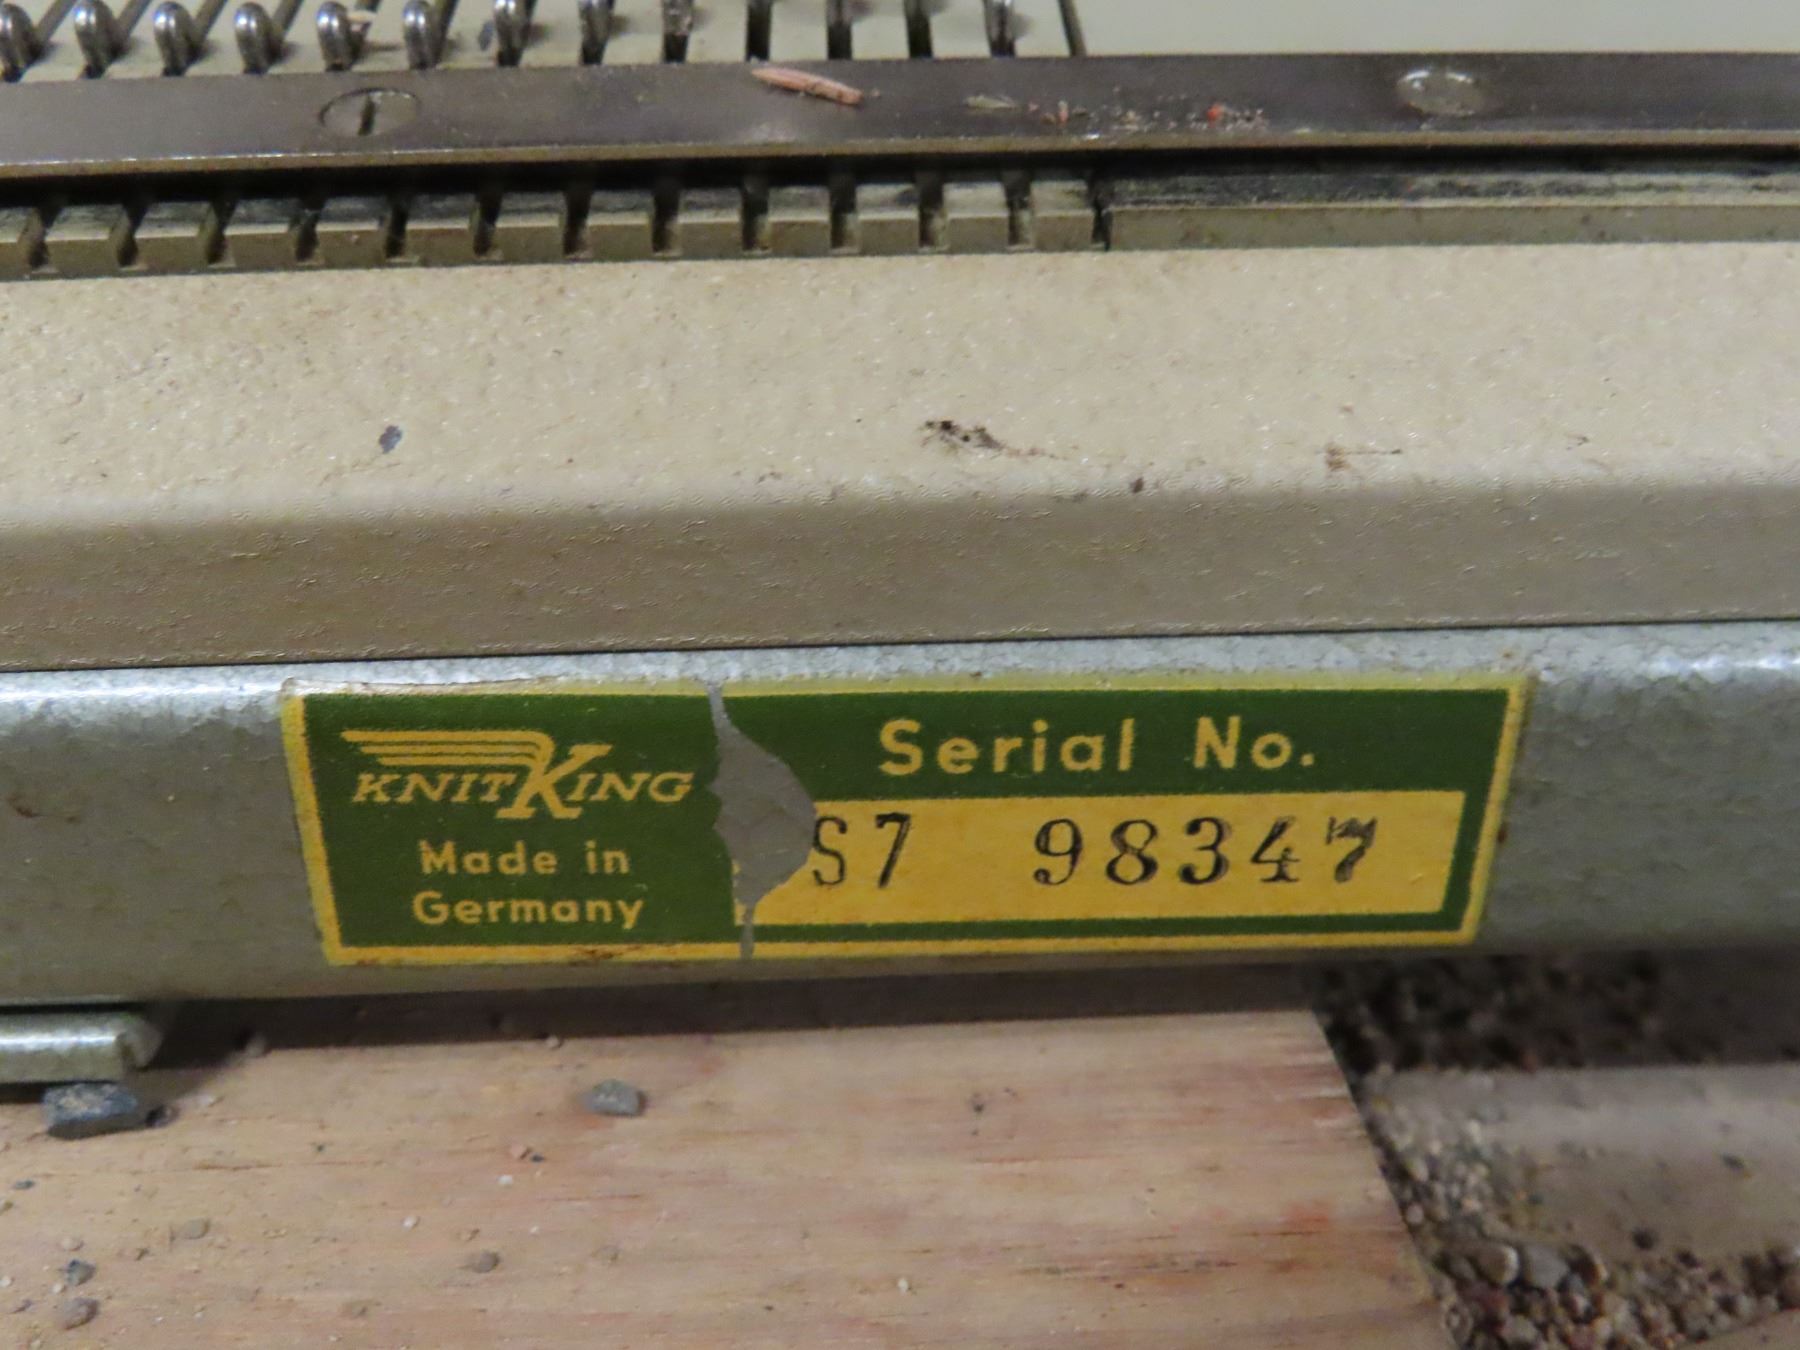 KNITKING
Made in
Germany
Serial No.
S7 98347